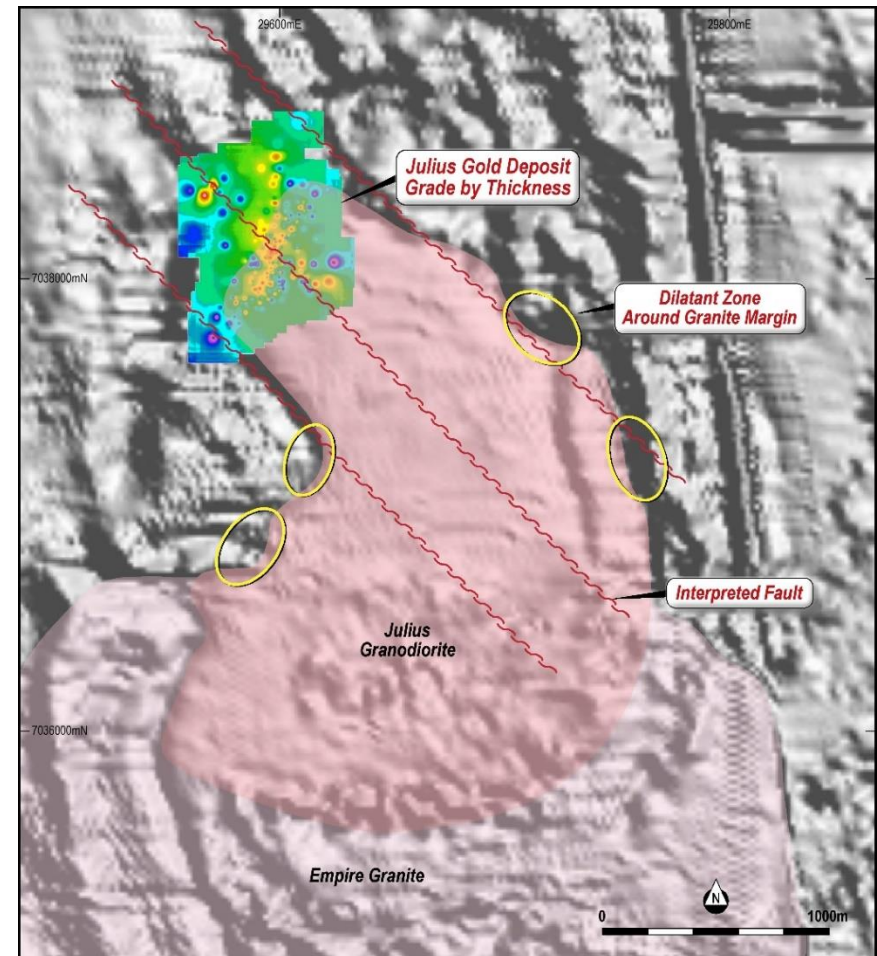 29600mE
29800mE
Julius Gold Deposit
Grade by Thickness
7038000mN
Dilatant Zone
Around Granite Margin
Interpreted Fault
Julius
Granodiorite
7036000mN
Empire Granite
N
0
1000m